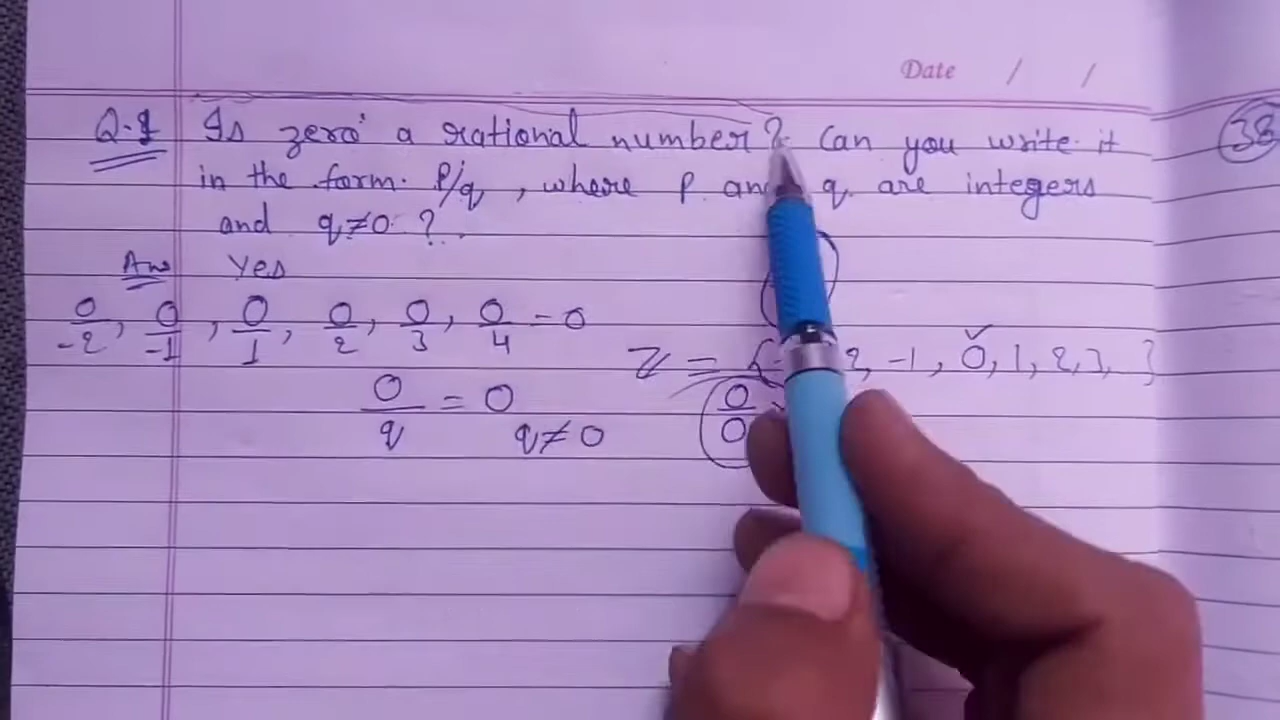 Date / /
38
Q.1 Is zero a rational number? Can you write it
in the form p/q, where p and q are integers
and q≠0 ?
Ans Yes
0/-2, 0/-1, 0/1, 0/2, 0/3, 0/4 = 0
Z = { 2, -1, 0, 1, 2, 3, }
0/q = 0 q≠0
0/0